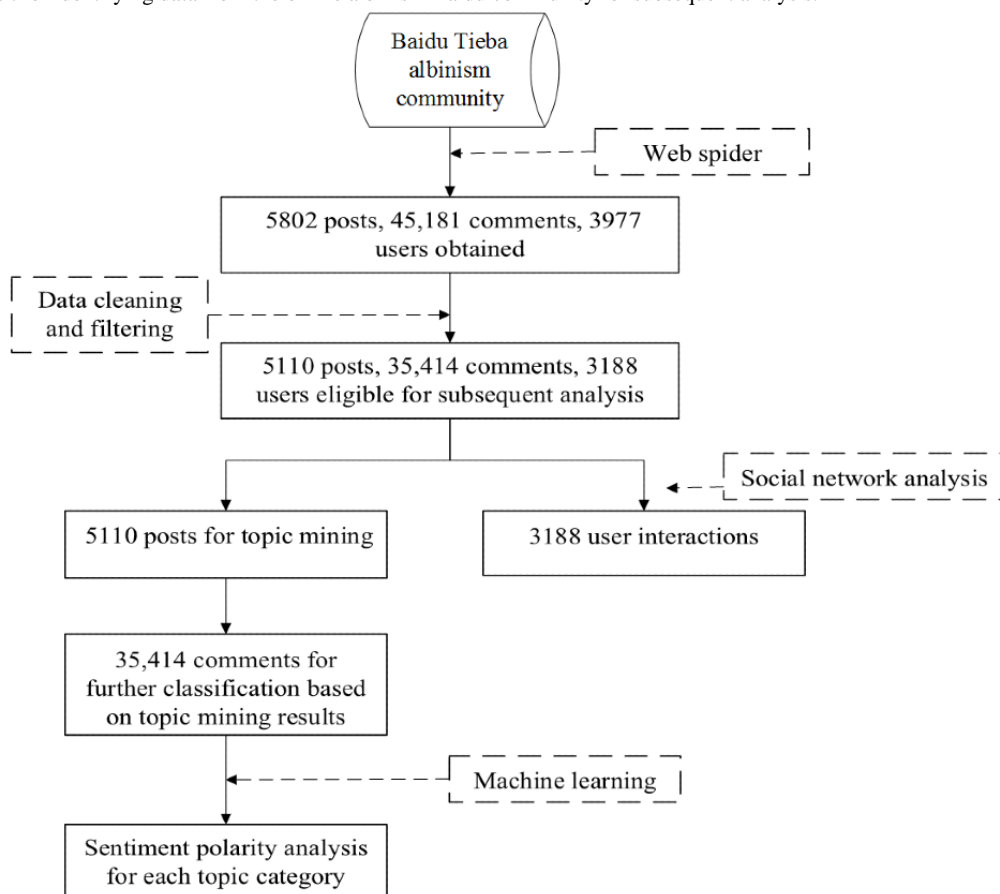 Baidu Tieba
albinism
community
Web spider
5802 posts, 45,181 comments, 3977
users obtained
Data cleaning
and filtering
5110 posts, 35,414 comments, 3188
users eligible for subsequent analysis
Social network analysis
5110 posts for topic mining
3188 user interactions
35,414 comments for
further classification based
on topic mining results
Machine learning
Sentiment polarity analysis
for each topic category